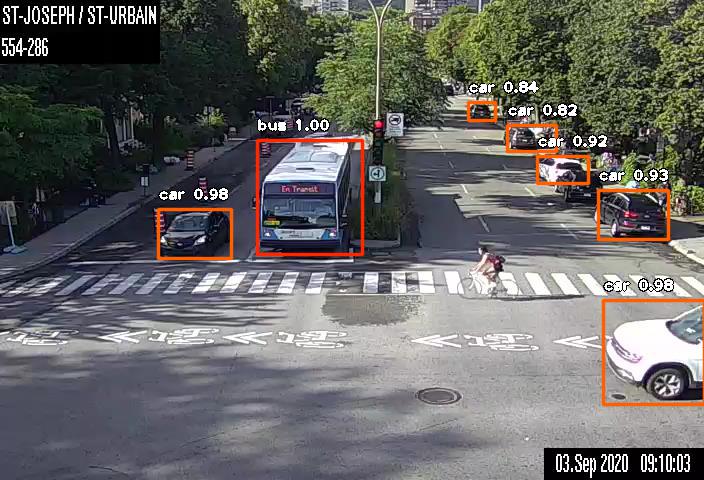 ST-JOSEPH / ST-URBAIN
554-286
car 0.84
car 0.82
bus 1.00
car 0.92
car 0.93
En Transit
car 0.98
car 0.98
03.Sep 2020 09:10:03